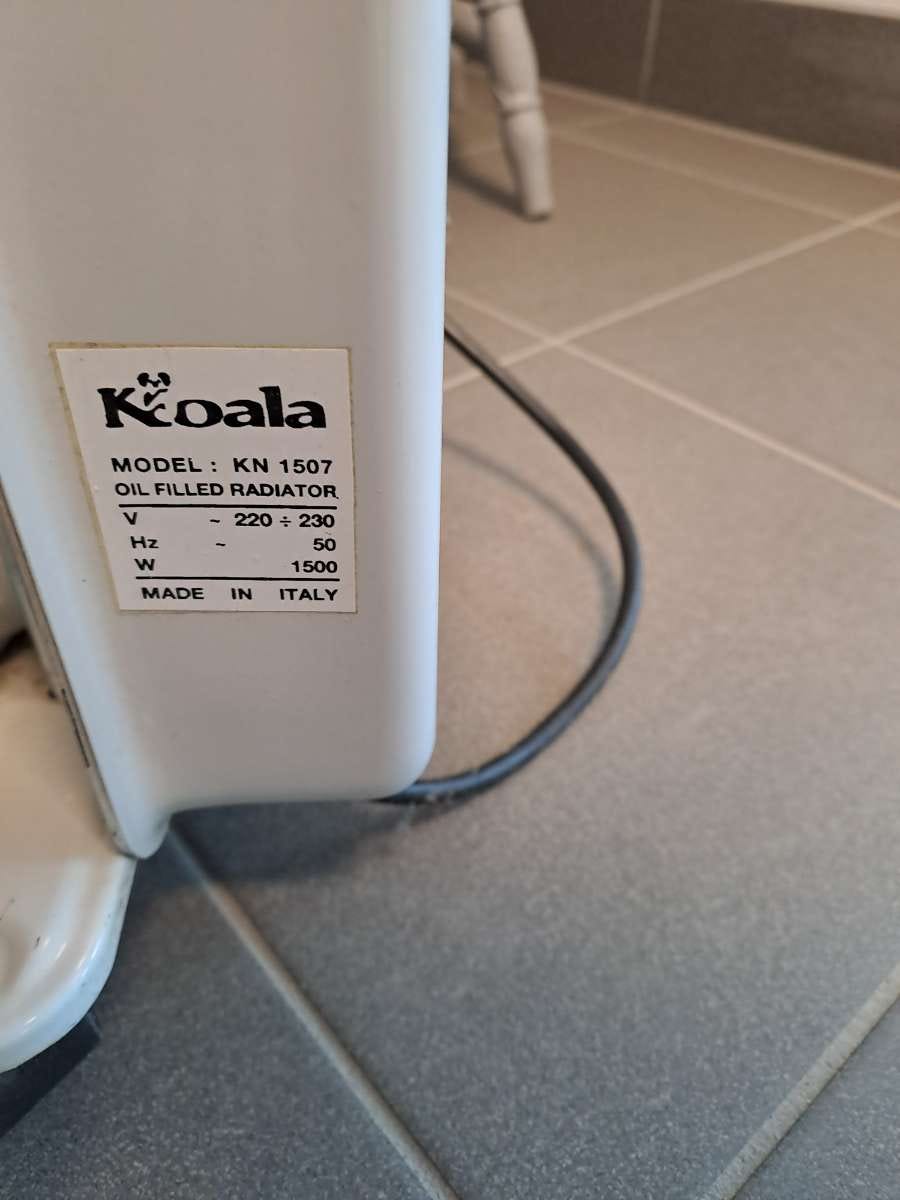 Koala
MODEL : KN 1507
OIL FILLED RADIATOR
V ~ 220 ÷ 230
Hz ~ 50
W 1500
MADE IN ITALY